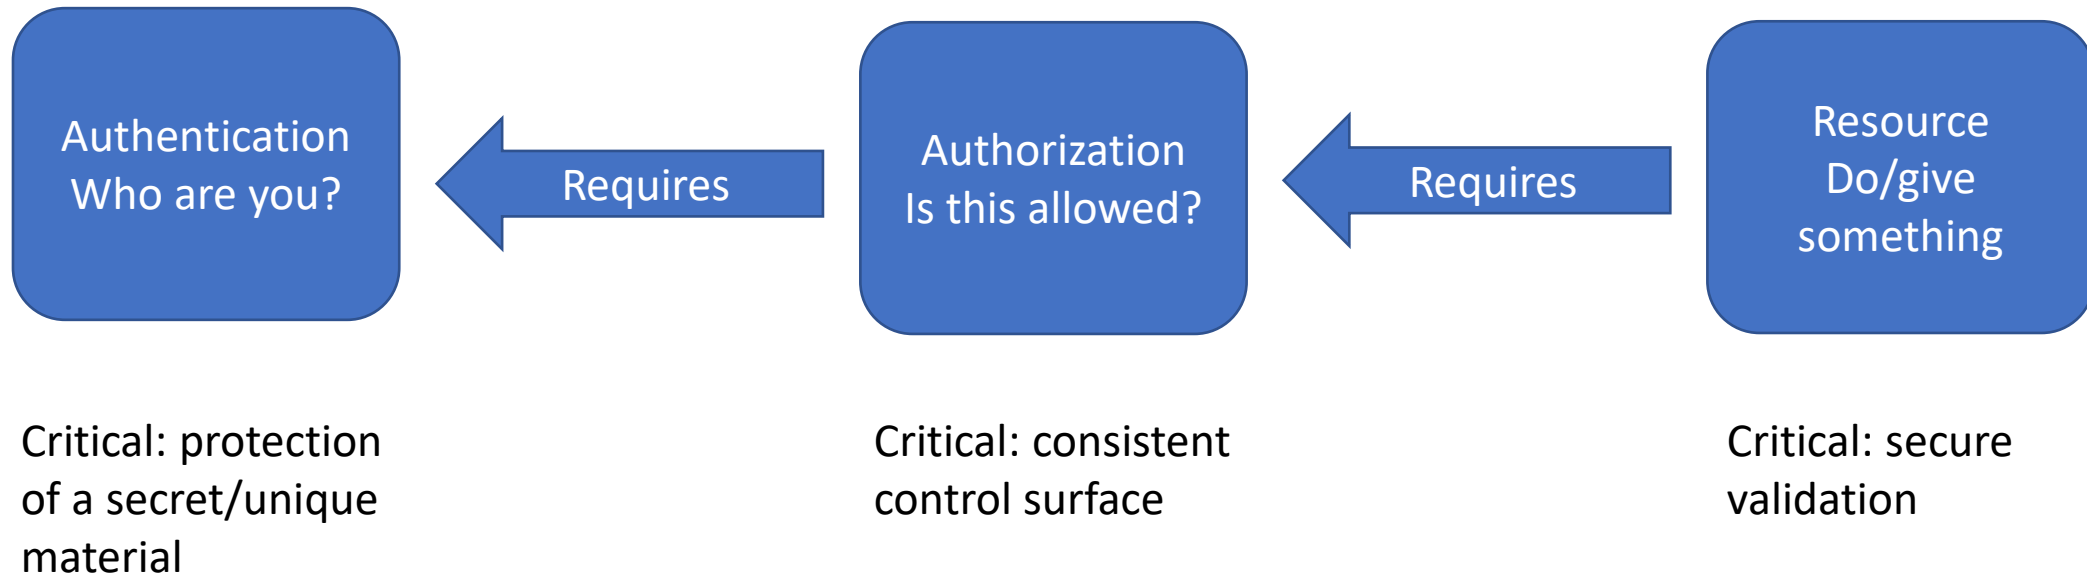 Authentication
Who are you?
Requires
Authorization
Is this allowed?
Requires
Resource
Do/give
something
Critical: protection
of a secret/unique
material
Critical: consistent
control surface
Critical: secure
validation